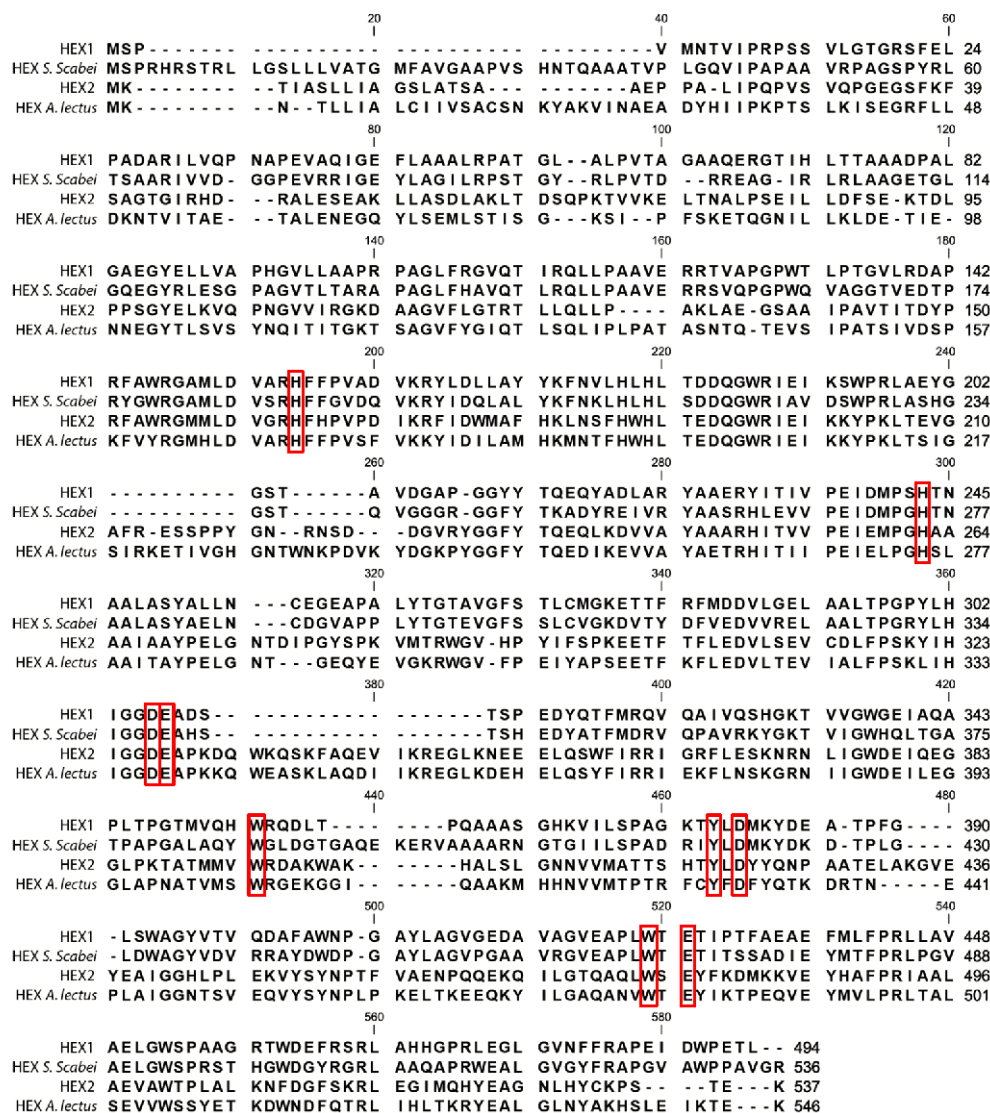 20 40 60
HEX1 MSP------- ---------- ---------- ---------V MNTVIPRPSS VLGTGRSFEL 24
HEX S. Scabei MSPRHRSTRL LGSLLLVATG MFAVGAAPVS HNTQAAATVP LGQVIPAPAA VRPAGSPYRL 60
HEX2 MK-------- --TIASLLIA GSLATSA--- -------AEP PA-LIPQPVS VQPGEGSFKF 39
HEX A.lectus MK-------- --N--TLLIA LCIIVSACSN KYAKVINAEA DYHIIPKPTS LKISEGRFLL 48
80 100 120
HEX1 PADARILVQP NAPEVAQIGE FLAAALRPAT GL--ALPVTA GAAQERGTIH LTTAAADPAL 82
HEX S. Scabei TSAARIVVD- GGPEVRRIGE YLAGILRPST GY--RLPVTD --RREAG-IR LRLAAGETGL 114
HEX2 SAGTGIRHD- --RALESEAK LLASDLAKLT DSQPKTVVKE LTNALPSEIL LDFSE-KTDL 95
HEX A.lectus DKNTVITAE- --TALENEGQ YLSEMLSTIS G---KSI--P FSKETQGNIL LKLDE-TIE- 98
140 160 180
HEX1 GAEGYELLVA PHGVLLAAPR PAGLFRGVQT IRQLLPAAVE RRTVAPGPWT LPTGVLRDAP 142
HEX S. Scabei GQEGYRLESG PAGVTLTARA PAGLFHAVQT LRQLLPAAVE RRSVQPGPWQ VAGGTVEDTP 174
HEX2 PPSGYELKVQ PNGVVIRGKD AAGVFLGTRT LLQLLP---- AKLAE-GSAA IPAVTITDYP 150
HEX A.lectus NNEGYTLSVS YNQITITGKT SAGVFYGIQT LSQLIPLPAT ASNTQ-TEVS IPATSIVDSP 157
200 220 240
HEX1 RFAWRGAMLD VARHFFPVAD VKRYLDLLAY YKFNVLHLHL TDDQGWRIEI KSWPRLAEYG 202
HEX S. Scabei RYGWRGAMLD VSRHFFGVDQ VKRYIDQLAL YKFNKLHLHL SDDQGWRIAV DSWPRLASHG 234
HEX2 RFAWRGMMLD VGRHFHPVPD IKRFIDWMAF HKLNSFHWHL TEDQGWRIEI KKYPKLTEVG 210
HEX A.lectus KFVYRGMHLD VARHFFPVSF VKKYIDILAM HKMNTFHWHL TEDQGWRIEI KKYPKLTSIG 217
260 280 300
HEX1 ---------- GST------A VDGAP-GGYY TQEQYADLAR YAAERYITIV PEIDMPSHTN 245
HEX S. Scabei ---------- GST------Q VGGGR-GGFY TKADYREIVR YAASRHLEVV PEIDMPGHTN 277
HEX2 AFR-ESSPPY GN--RNSD-- -DGVRYGGFY TQEQLKDVVA YAAARHITVV PEIEMPGHAA 264
HEX A.lectus SIRKETIVGH GNTWNKPDVK YDGKPYGGFY TQEDIKEVVA YAETRHITII PEIELPGHSL 277
320 340 360
HEX1 AALASYALLN ---CEGEAPA LYTGTAVGFS TLCMGKETTF RFMDDVLGEL AALTPGPYLH 302
HEX S. Scabei AALASYAELN ---CDGVAPP LYTGTEVGFS SLCVGKDVTY DFVEDVVREL AALTPGRYLH 334
HEX2 AAIAAYPELG NTDIPGYSPK VMTRWGV-HP YIFSPKEETF TFLEDVLSEV CDLFPSKYIH 323
HEX A.lectus AAITAYPELG NT---GEQYE VGKRWGV-FP EIYAPSEETF KFLEDVLTEV IALFPSKLIH 333
380 400 420
HEX1 IGGDEADS-- ---------- -------TSP EDYQTFMRQV QAIVQSHGKT VVGWGEIAQA 343
HEX S. Scabei IGGDEAHS-- ---------- -------TSH EDYATFMDRV QPAVRKYGKT VIGWHQLTGA 375
HEX2 IGGDEAPKDQ WKQSKFAQEV IKREGLKNEE ELQSWFIRRI GRFLESKNRN LIGWDEIQEG 383
HEX A.lectus IGGDEAPKKQ WEASKLAQDI IKREGLKDEH ELQSYFIRRI EKFLNSKGRN IIGWDEILEG 393
440 460 480
HEX1 PLTPGTMVQH WRQDLT---- ----PQAAAS GHKVILSPAG KTYLDMKYDE A-TPFG---- 390
HEX S. Scabei TPAPGALAQY WGLDGTGAQE KERVAAAARN GTGIILSPAD RIYLDMKYDK D-TPLG---- 430
HEX2 GLPKTATMMV WRDAKWAK-- -----HALSL GNNVVMATTS HTYLDYYQNP AATELAKGVE 436
HEX A.lectus GLAPNATVMS WRGEKGGI-- -----QAAKM HHNVVMTPTR FCYFDFYQTK DRTN-----E 441
500 520 540
HEX1 -LSWAGYVTV QDAFAWNP-G AYLAGVGEDA VAGVEAPLWT ETIPTFAEAE FMLFPRLLAV 448
HEX S. Scabei -LDWAGYVDV RRAYDWDP-G AYLAGVPGAA VRGVEAPLWT ETITSSADIE YMTFPRLPGV 488
HEX2 YEAIGGHLPL EKVYSYNPTF VAENPQQEKQ ILGTQAQLWS EYFKDMKKVE YHAFPRIAAL 496
HEX A.lectus PLAIGGNTSV EQVYSYNPLP KELTKEEQKY ILGAQANVWT EYIKTPEQVE YMVLPRLTAL 501
560 580
HEX1 AELGWSPAAG RTWDEFRSRL AHHGPRLEGL GVNFFRAPEI DWPETL-- 494
HEX S. Scabei AELGWSPRST HGWDGYRGRL AAQAPRWEAL GVGYFRAPGV AWPPAVGR 536
HEX2 AEVAWTPLAL KNFDGFSKRL EGIMQHYEAG NLHYCKPS-- --TE---K 537
HEX A.lectus SEVVWSSYET KDWNDFQTRL IHLTKRYEAL GLNYAKHSLE IKTE---K 546